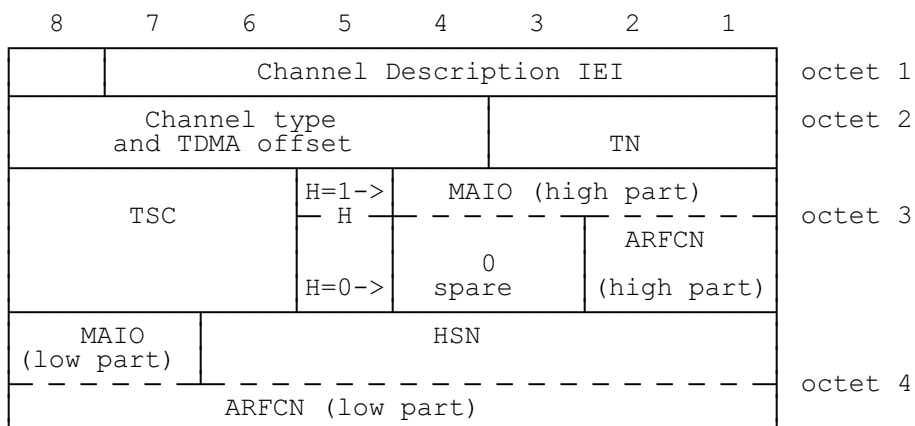 8 7 6 5 4 3 2 1
Channel Description IEI octet 1
Channel type octet 2
and TDMA offset TN
H=1-> MAIO (high part)
TSC H octet 3
ARFCN
0
H=0-> spare (high part)
MAIO HSN
(low part)
octet 4
ARFCN (low part)